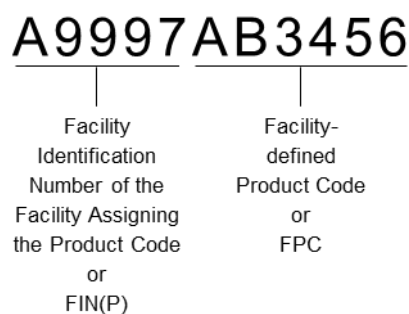 A9997AB3456
Facility
Identification
Number of the
Facility Assigning
the Product Code
or
FIN(P)
Facility-
defined
Product Code
or
FPC